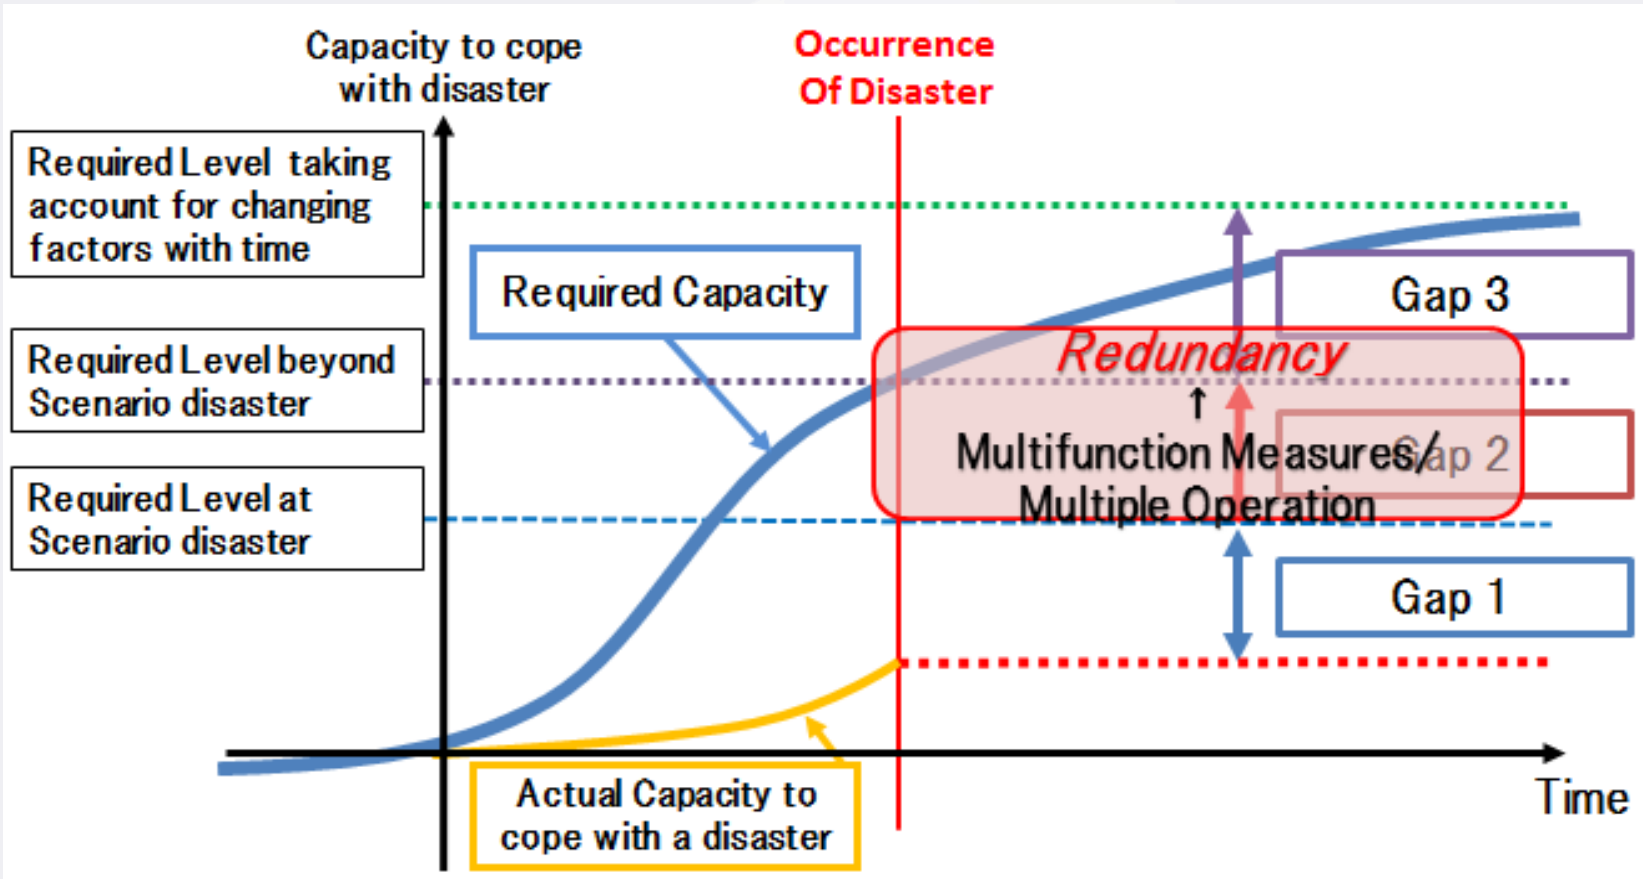 Capacity to cope
with disaster
Occurrence
Of Disaster
Required Level taking
account for changing
factors with time
Required Capacity
Gap 3
Required Level beyond
Scenario disaster
Redundancy
↑
Multifunction Measures/
Multiple Operation
Gap 2
Required Level at
Scenario disaster
Gap 1
Actual Capacity to
cope with a disaster
Time